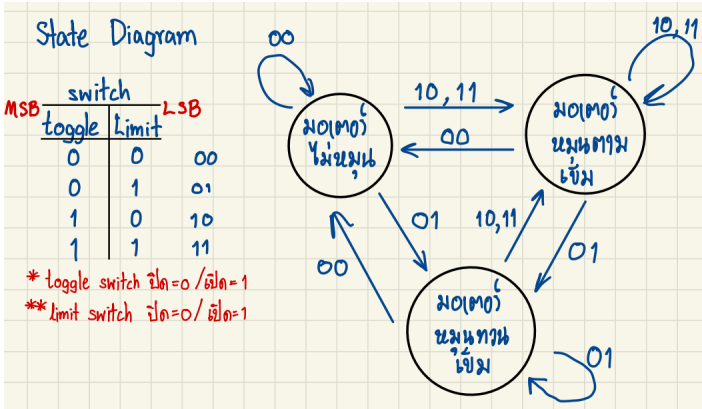 State Diagram
switch
MSB
LSB
toggle Limit
0 0 00
0 1 01
1 0 10
1 1 11
* toggle switch ปิด=0/เปิด=1
** limit switch ปิด=0/เปิด=1
00
10,11
มอเตอร์
ไม่หมุน
10,11
00
มอเตอร์
หมุนตาม
เข็ม
01
10,11
01
00
มอเตอร์
หมุนทวน
เข็ม
01